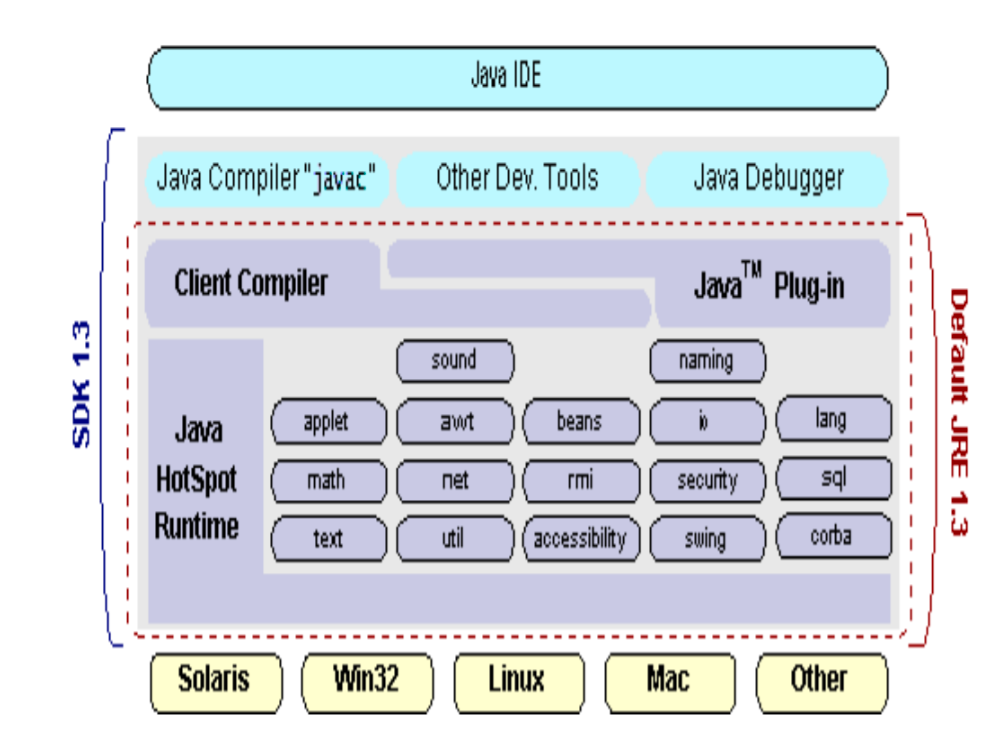 Java IDE
Java Compiler "javac"
Other Dev. Tools
Java Debugger
Client Compiler
Java™ Plug-in
SDK 1.3
Default JRE 1.3
Java
HotSpot
Runtime
sound
naming
applet
awt
beans
io
lang
math
net
rmi
security
sql
text
util
accessibility
swing
corba
Solaris
Win32
Linux
Mac
Other